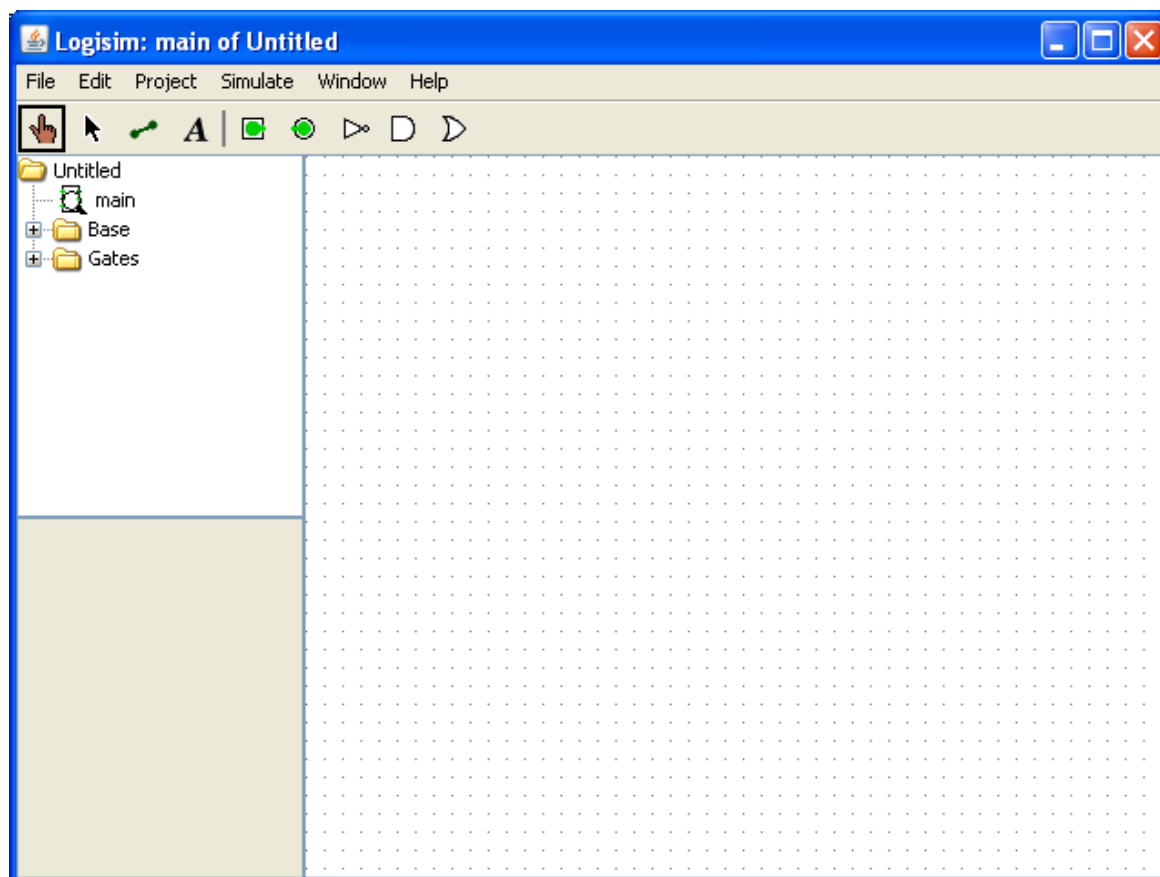 Logisim: main of Untitled
File Edit Project Simulate Window Help
A
Untitled
main
Base
Gates